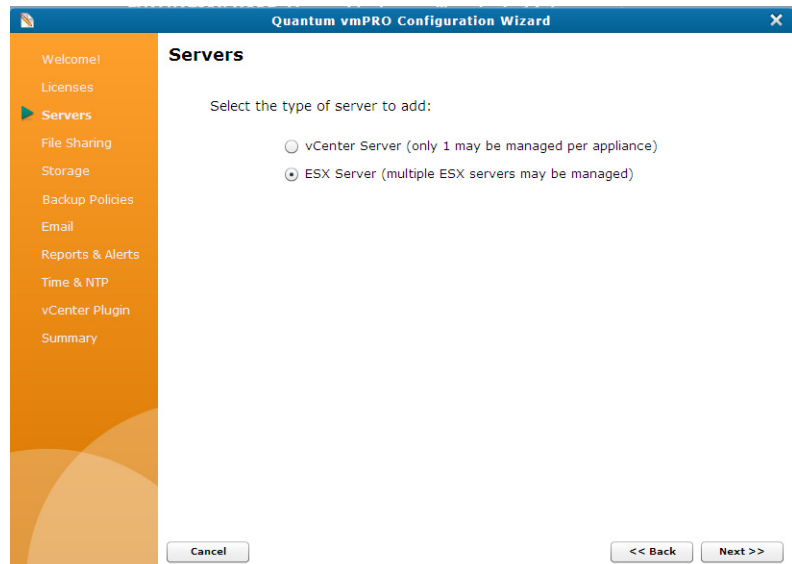 Quantum vmPRO Configuration Wizard
Welcome!
Licenses
Servers
File Sharing
Storage
Backup Policies
Email
Reports & Alerts
Time & NTP
vCenter Plugin
Summary
Servers
Select the type of server to add:
vCenter Server (only 1 may be managed per appliance)
ESX Server (multiple ESX servers may be managed)
Cancel
<< Back
Next >>